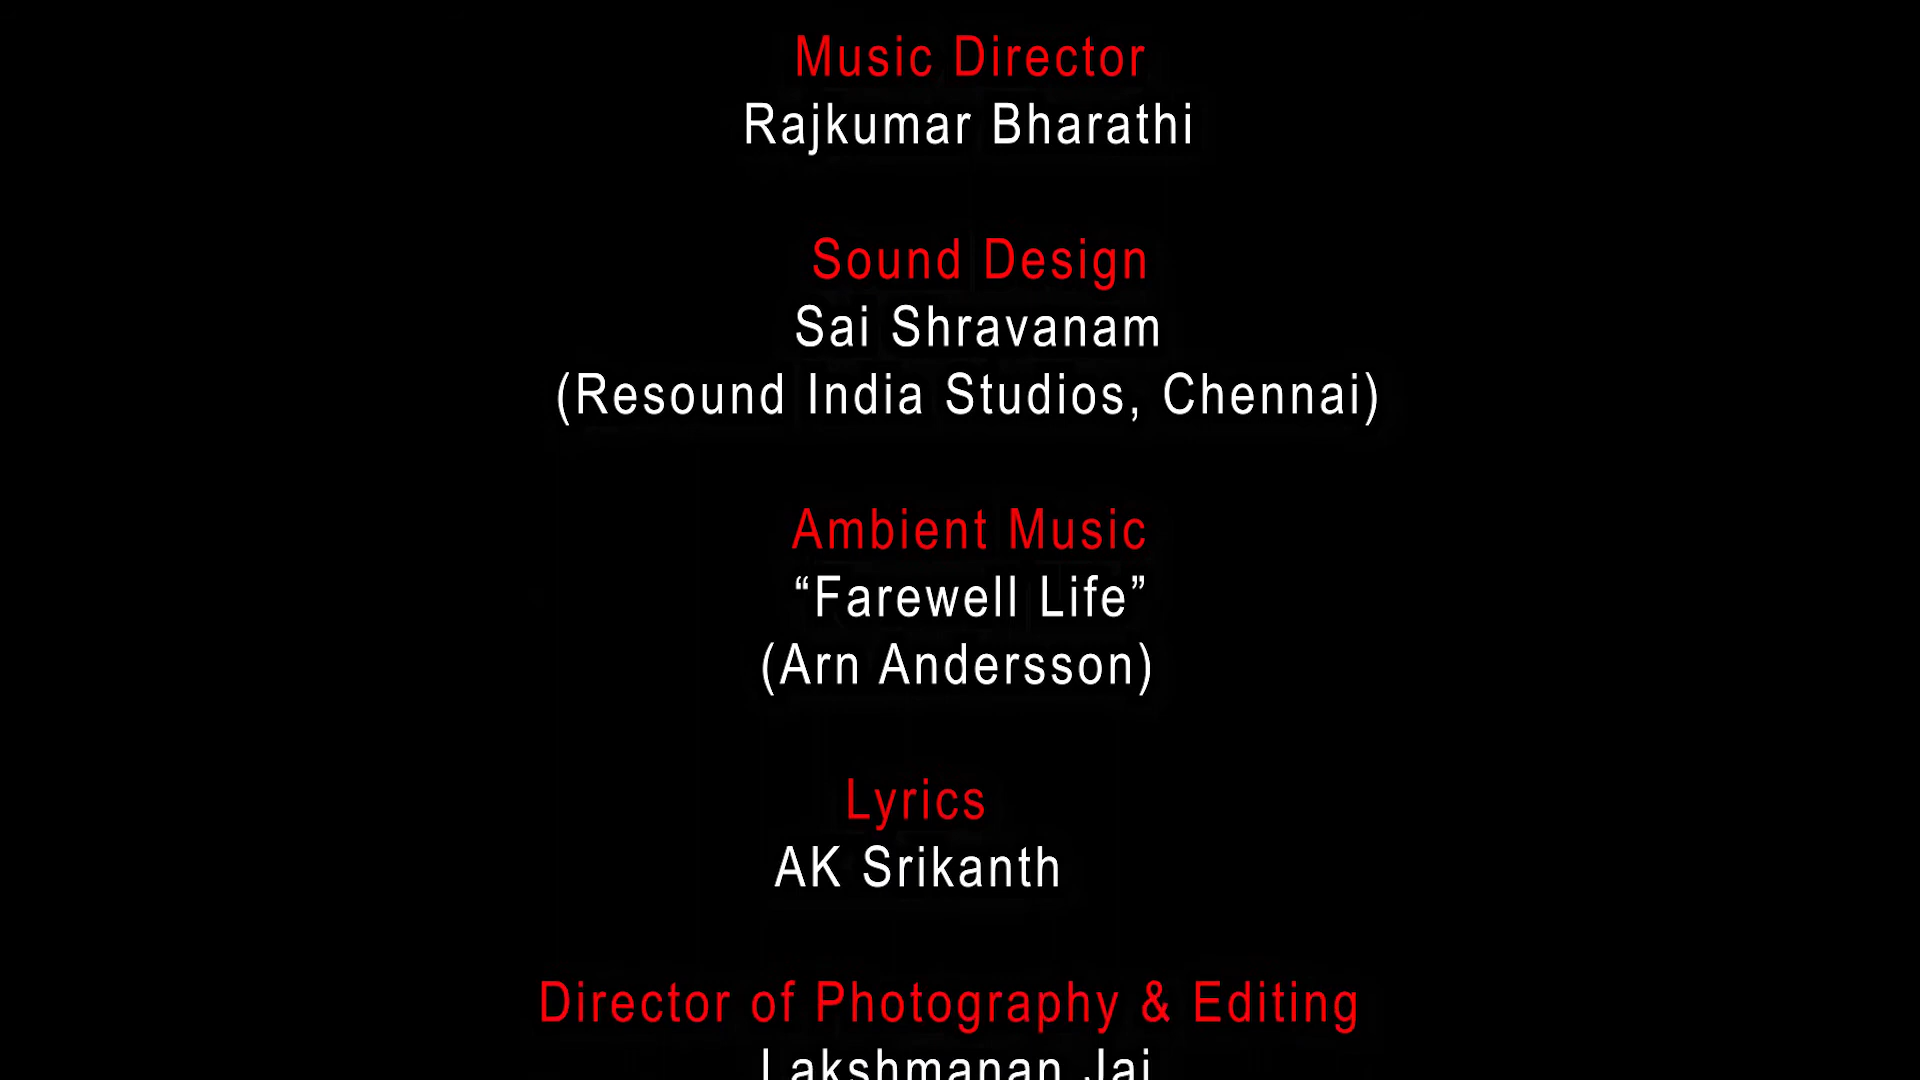 Music Director
Rajkumar Bharathi
Sound Design
Sai Shravanam
(Resound India Studios, Chennai)
Ambient Music
“Farewell Life”
(Arn Andersson)
Lyrics
AK Srikanth
Director of Photography & Editing
Lakshmanan Jai